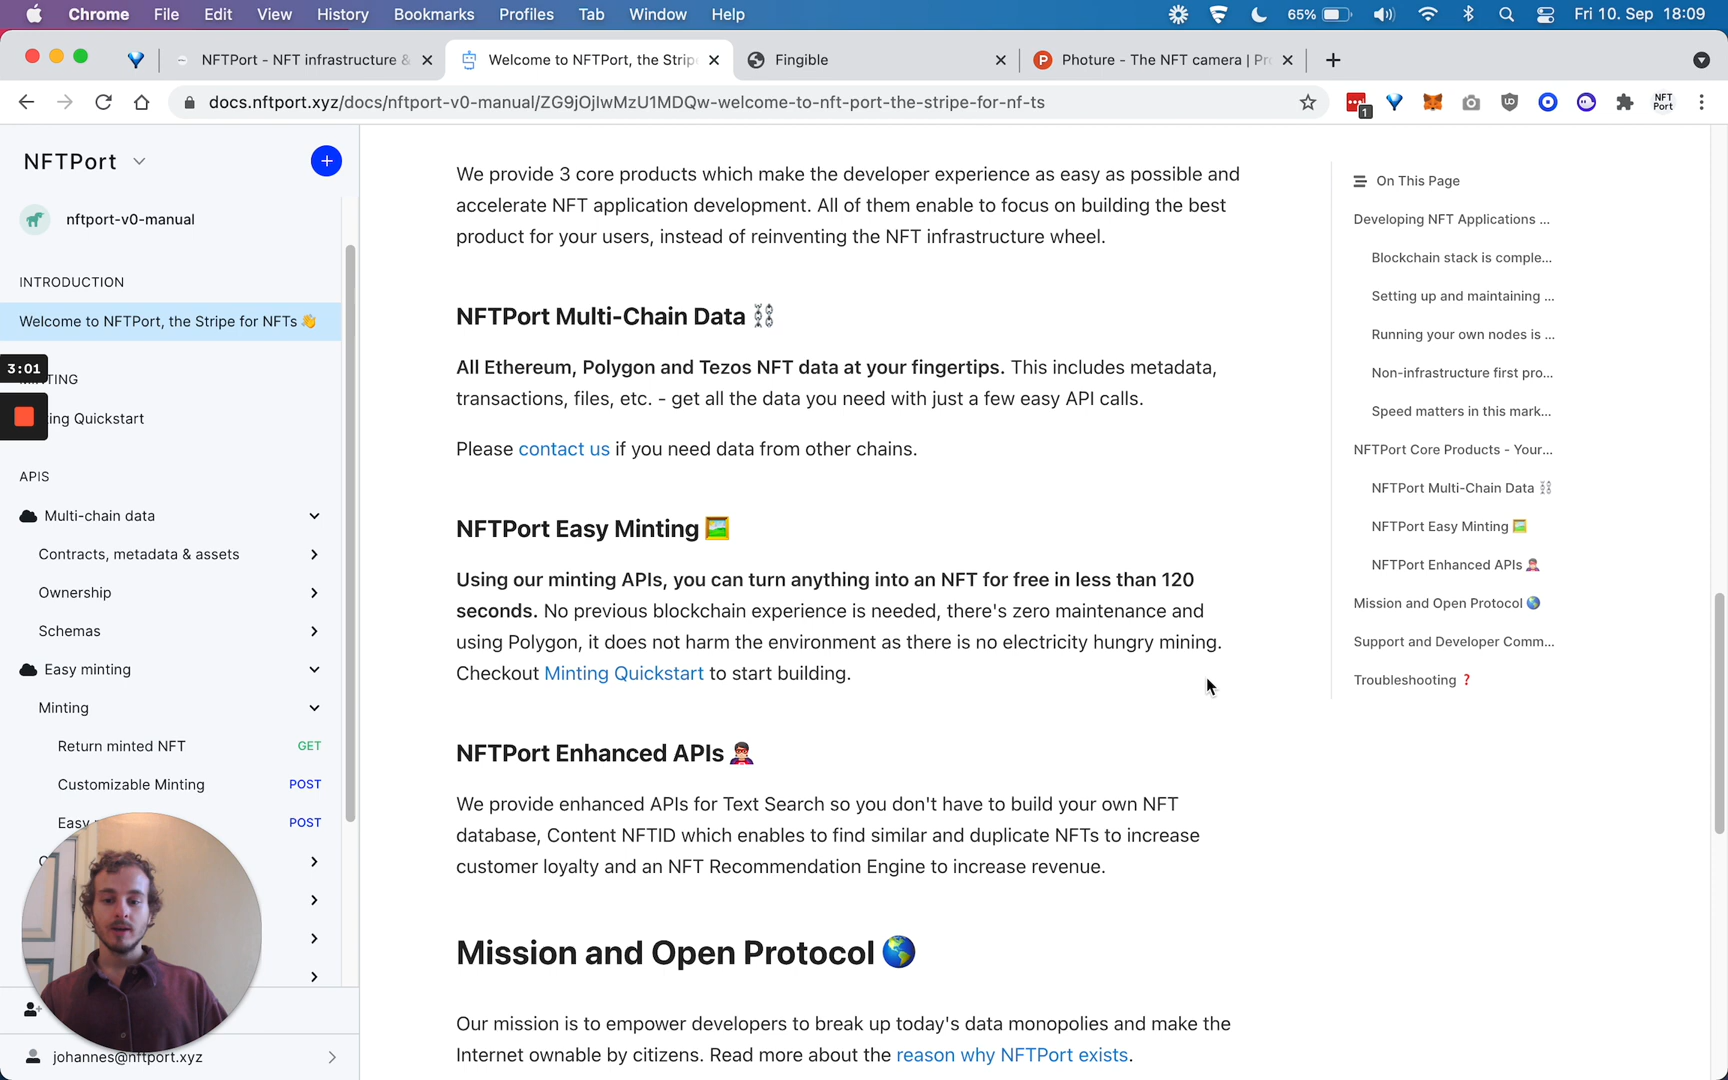 Chrome File Edit View History Bookmarks Profiles Tab Window Help 65% Fri 10. Sep 18:09
NFTPort - NFT infrastructure & Welcome to NFTPort, the Strip Fingible Photure - The NFT camera | Pr
docs.nftport.xyz/docs/nftport-v0-manual/ZG9jOjIwMzU1MDQw-welcome-to-nft-port-the-stripe-for-nf-ts 1 NFT Port
NFTPort
nftport-v0-manual
INTRODUCTION
Welcome to NFTPort, the Stripe for NFTs 👋
3:01
TING
ing Quickstart
APIS
Multi-chain data
Contracts, metadata & assets
Ownership
Schemas
Easy minting
Minting
Return minted NFT GET
Customizable Minting POST
Easy POST
johannes@nftport.xyz
We provide 3 core products which make the developer experience as easy as possible and
accelerate NFT application development. All of them enable to focus on building the best
product for your users, instead of reinventing the NFT infrastructure wheel.
NFTPort Multi-Chain Data ⛓
All Ethereum, Polygon and Tezos NFT data at your fingertips. This includes metadata,
transactions, files, etc. - get all the data you need with just a few easy API calls.
Please contact us if you need data from other chains.
NFTPort Easy Minting 🖼
Using our minting APIs, you can turn anything into an NFT for free in less than 120
seconds. No previous blockchain experience is needed, there's zero maintenance and
using Polygon, it does not harm the environment as there is no electricity hungry mining.
Checkout Minting Quickstart to start building.
NFTPort Enhanced APIs 🦹
We provide enhanced APIs for Text Search so you don't have to build your own NFT
database, Content NFTID which enables to find similar and duplicate NFTs to increase
customer loyalty and an NFT Recommendation Engine to increase revenue.
Mission and Open Protocol 🌎
Our mission is to empower developers to break up today's data monopolies and make the
Internet ownable by citizens. Read more about the reason why NFTPort exists.
On This Page
Developing NFT Applications ...
Blockchain stack is comple...
Setting up and maintaining ...
Running your own nodes is ...
Non-infrastructure first pro...
Speed matters in this mark...
NFTPort Core Products - Your...
NFTPort Multi-Chain Data ⛓
NFTPort Easy Minting 🖼
NFTPort Enhanced APIs 🦹
Mission and Open Protocol 🌎
Support and Developer Comm...
Troubleshooting ❓